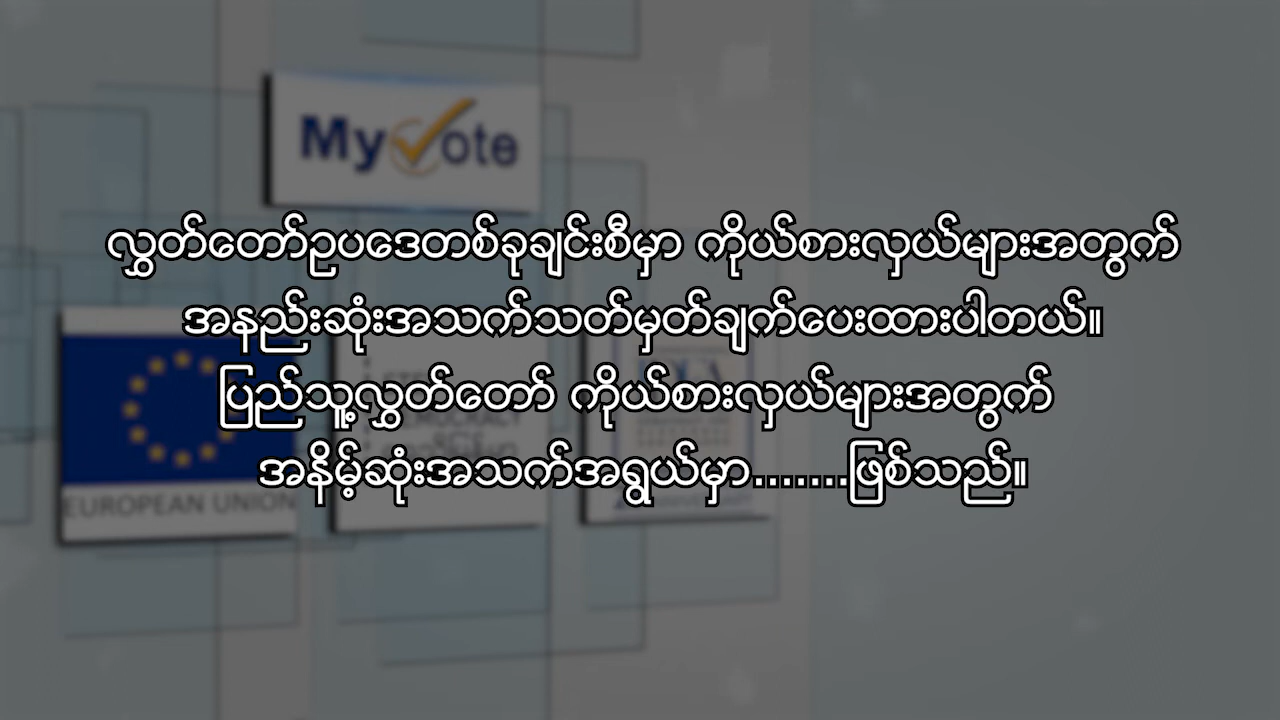 MyVote
လွှတ်တော်ဥပဒေတစ်ခုချင်းစီမှာ ကိုယ်စားလှယ်များအတွက်
အနည်းဆုံးအသက်သတ်မှတ်ချက်ပေးထားပါတယ်။
ပြည်သူ့လွှတ်တော် ကိုယ်စားလှယ်များအတွက်
အနိမ့်ဆုံးအသက်အရွယ်မှာ.......ဖြစ်သည်။
EUROPEAN UNION